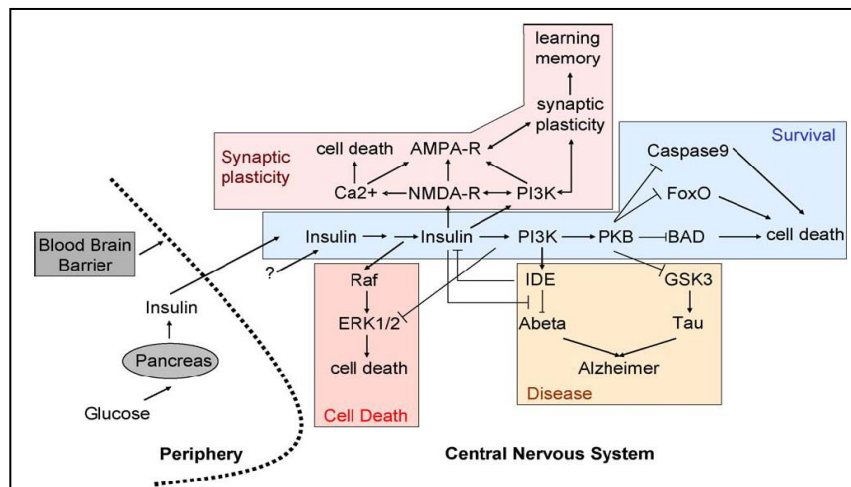 learning
memory
synaptic
plasticity
Survival
Synaptic
plasticity
cell death
AMPA-R
Caspase9
Ca2+
NMDA-R
PI3K
FoxO
Blood Brain
Barrier
Insulin
Insulin
PI3K
PKB
BAD
cell death
?
Insulin
Raf
IDE
GSK3
ERK1/2
Abeta
Tau
Pancreas
cell death
Alzheimer
Glucose
Cell Death
Disease
Periphery
Central Nervous System